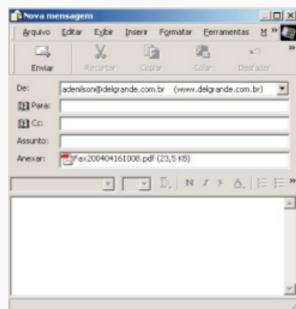 Nova mensagem
Arquivo Editar Exibir Inserir Formatar Ferramentas M »
Enviar Recortar Copiar Colar Desfazer »
De: adenilson@delgrande.com.br (www.delgrande.com.br)
Para:
Cc:
Assunto:
Anexar: Fax200404161008.pdf (23,5 KB)
N I S A »